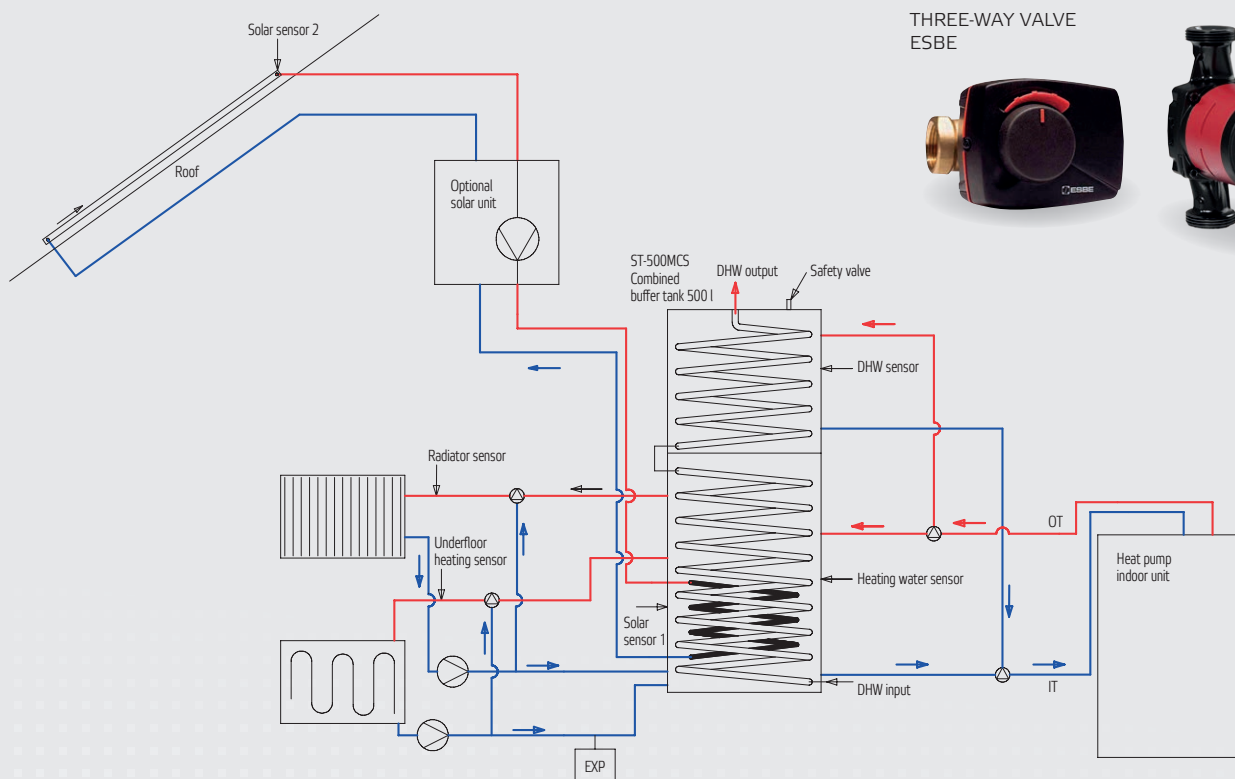 Solar sensor 2
THREE-WAY VALVE
ESBE
Roof
Optional
solar unit
ESBE
ST-500MCS
Combined
buffer tank 500 l
DHW output
Safety valve
DHW sensor
Radiator sensor
Underfloor
heating sensor
OT
Heat pump
indoor unit
Heating water sensor
Solar
sensor 1
DHW input
IT
EXP